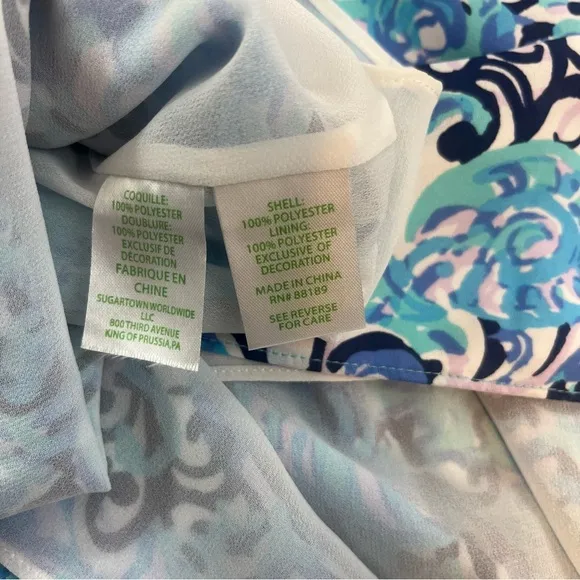 COQUILLE:
100% POLYESTER
DOUBLURE:
100% POLYESTER
EXCLUSIF DE
DECORATION
FABRIQUE EN
CHINE
SUGARTOWN WORLDWIDE
LLC
800 THIRD AVENUE
KING OF PRUSSIA,PA
SHELL:
100% POLYESTER
LINING:
100% POLYESTER
EXCLUSIVE OF
DECORATION
MADE IN CHINA
RN# 88189
SEE REVERSE
FOR CARE